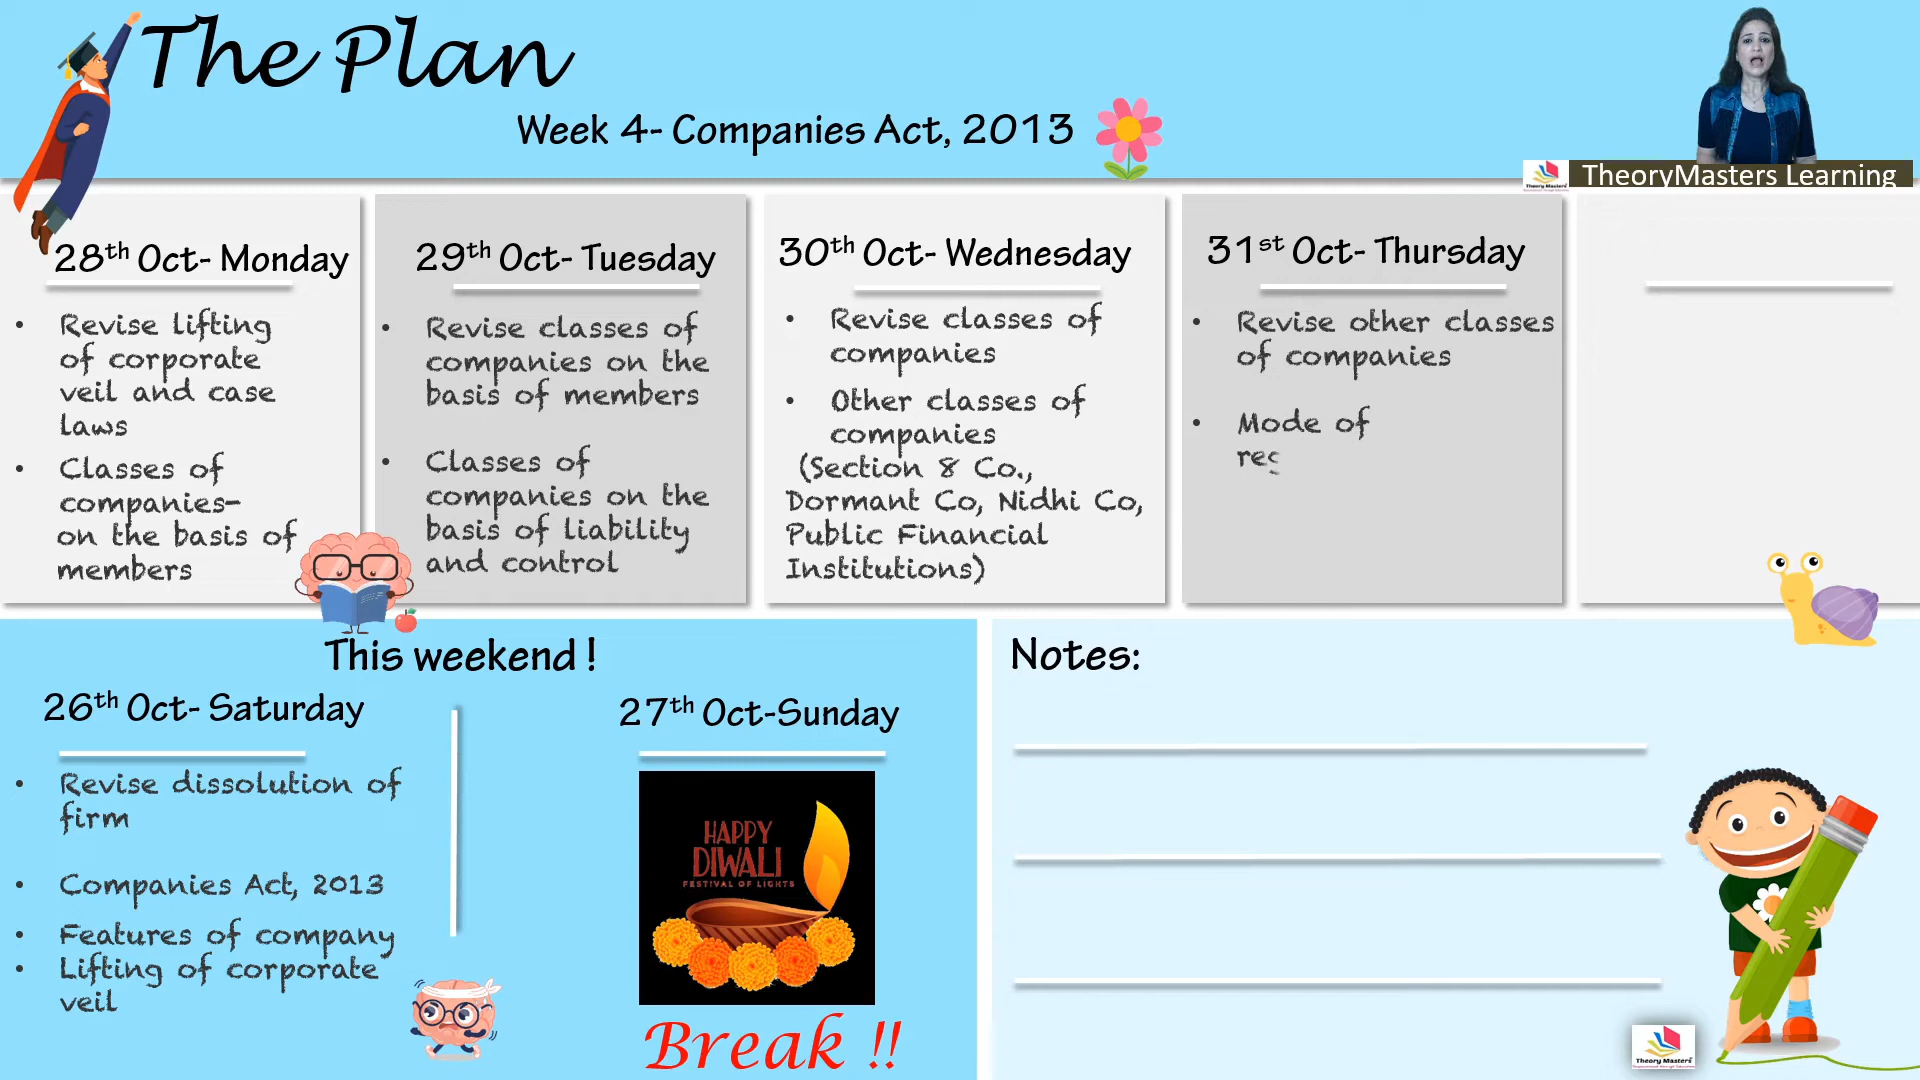 The Plan
Week 4- Companies Act, 2013
TheoryMasters Learning
Theory Masters
28th Oct- Monday
• Revise lifting
of corporate
veil and case
laws
• Classes of
companies-
on the basis of
members
29th Oct- Tuesday
• Revise classes of
companies on the
basis of members
• Classes of
companies on the
basis of liability
and control
30th Oct- Wednesday
• Revise classes of
companies
• Other classes of
companies
(Section 8 Co.,
Dormant Co, Nidhi Co,
Public Financial
Institutions)
31st Oct- Thursday
• Revise other classes
of companies
• Mode of
This weekend !
26th Oct- Saturday
• Revise dissolution of
firm
• Companies Act, 2013
• Features of company
• Lifting of corporate
veil
27th Oct-Sunday
HAPPY
DIWALI
FESTIVAL OF LIGHTS
Break !!
Notes:
Theory Masters